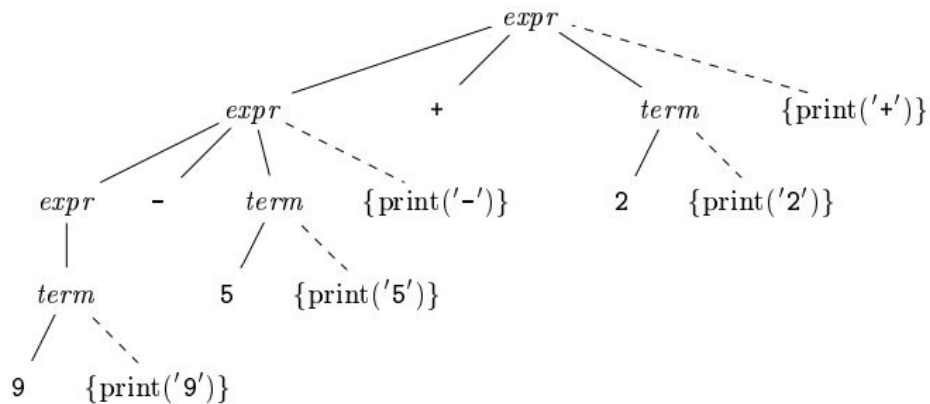 expr
expr + term {print('+')}
expr - term {print('-')} 2 {print('2')}
term 5 {print('5')}
9 {print('9')}